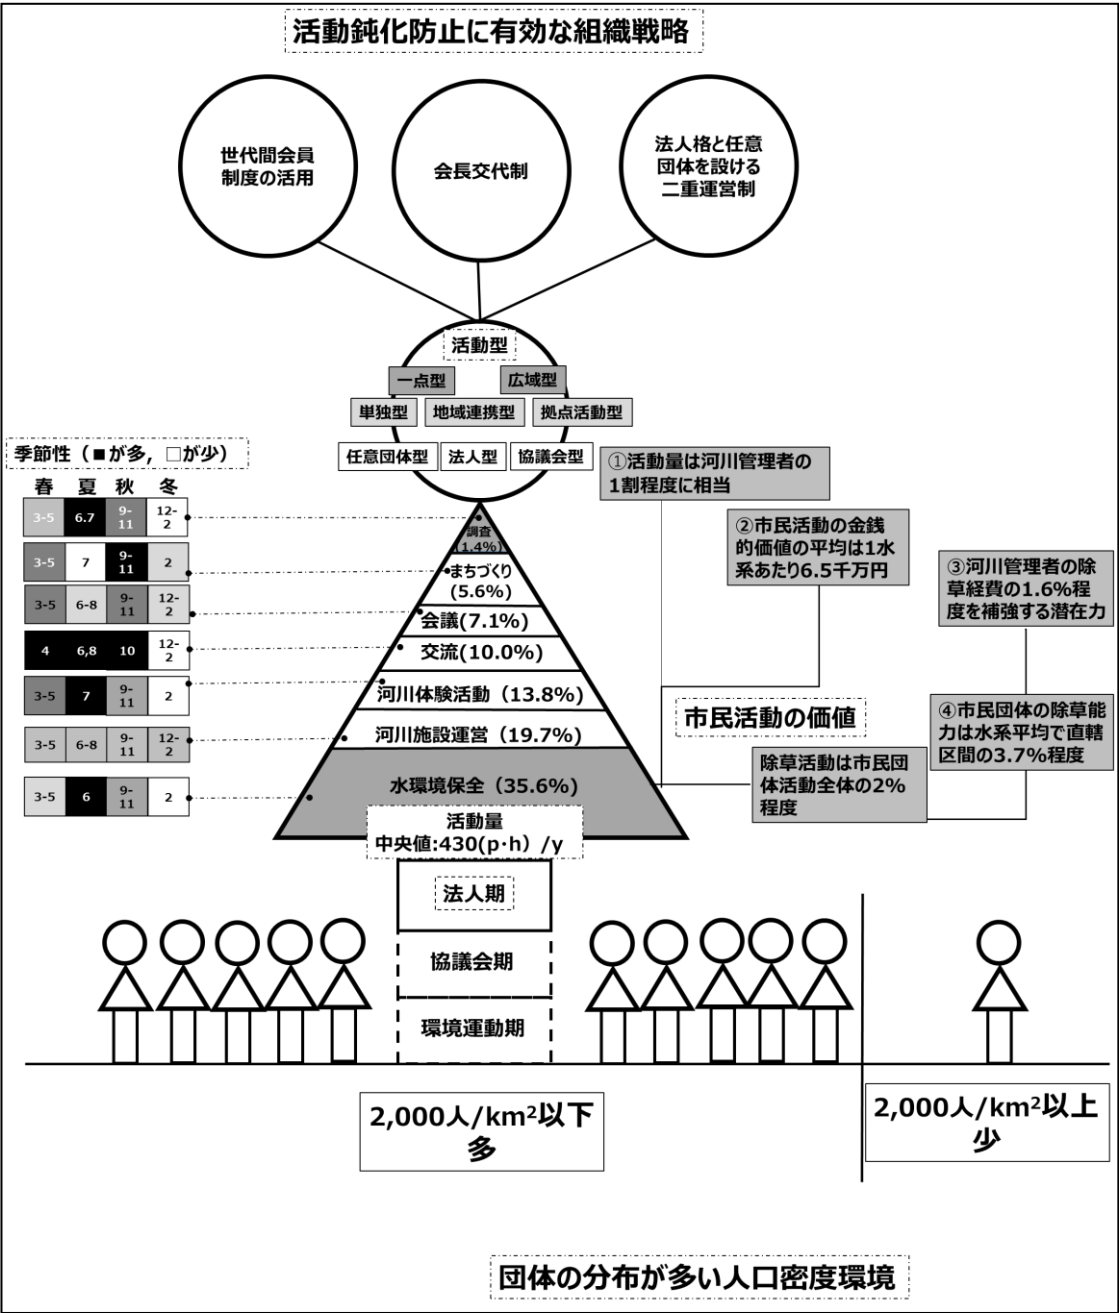 活動鈍化防止に有効な組織戦略
世代間会員
制度の活用
会長交代制
法人格と任意
団体を設ける
二重運営制
活動型
一点型
広域型
単独型
地域連携型
拠点活動型
任意団体型
法人型
協議会型
季節性（■が多，□が少）
春 夏 秋 冬
3-5 6.7 9-11 12-2
3-5 7 9-11 2
3-5 6-8 9-11 12-2
4 6,8 10 12-2
3-5 7 9-11 2
3-5 6-8 9-11 12-2
3-5 6 9-11 2
調査
(1.4%)
まちづくり
(5.6%)
会議(7.1%)
交流(10.0%)
河川体験活動（13.8%）
河川施設運営（19.7%）
水環境保全（35.6%）
活動量
中央値:430(p·h）/y
①活動量は河川管理者の
1割程度に相当
②市民活動の金銭
的価値の平均は1水
系あたり6.5千万円
③河川管理者の除
草経費の1.6%程
度を補強する潜在力
市民活動の価値
④市民団体の除草能
力は水系平均で直轄
区間の3.7%程度
除草活動は市民団
体活動全体の2%
程度
法人期
協議会期
環境運動期
2,000人/km²以下
多
2,000人/km²以上
少
団体の分布が多い人口密度環境